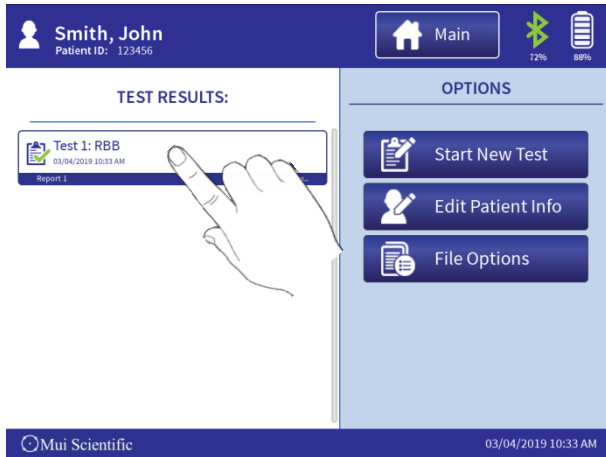 Smith, John
Patient ID: 123456
Main
72%
88%
TEST RESULTS:
Test 1: RBB
03/04/2019 10:33 AM
Report 1
OPTIONS
Start New Test
Edit Patient Info
File Options
Mui Scientific
03/04/2019 10:33 AM